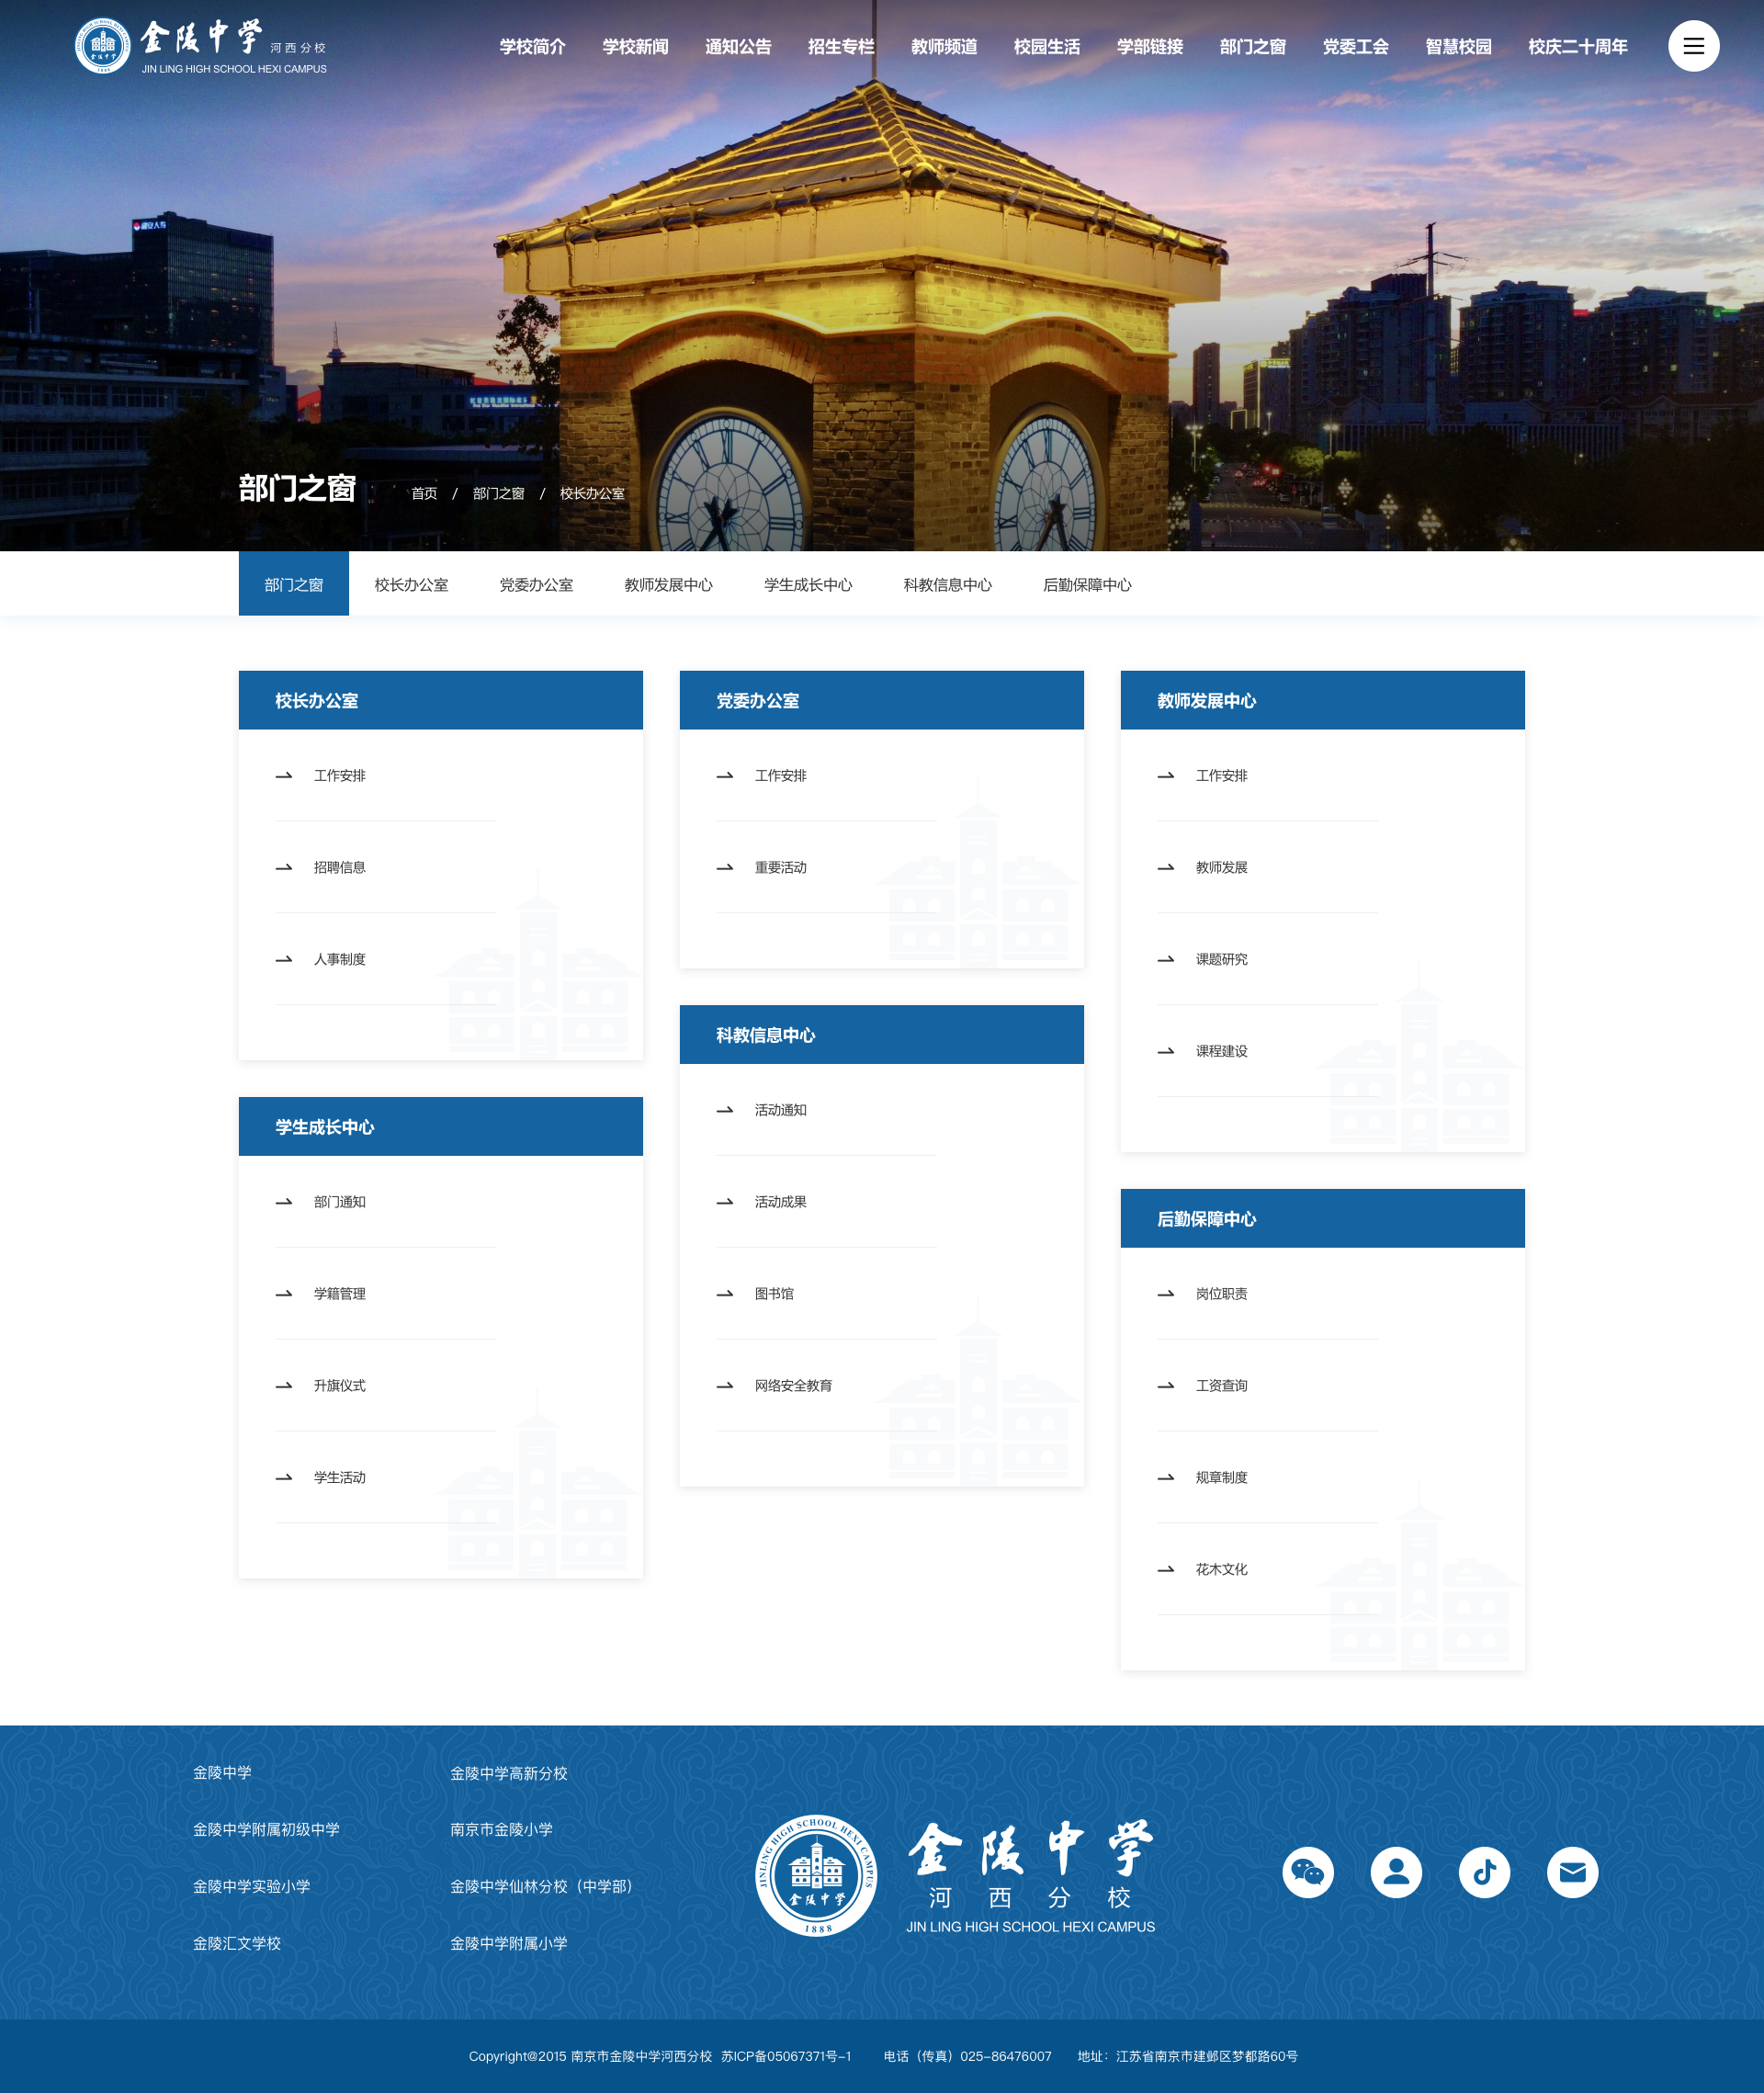 金陵中学 河西分校
JIN LING HIGH SCHOOL HEXI CAMPUS
学校简介 学校新闻 通知公告 招生专栏 教师频道 校园生活 学部链接 部门之窗 党委工会 智慧校园 校庆二十周年
部门之窗
首页 / 部门之窗 / 校长办公室
部门之窗 校长办公室 党委办公室 教师发展中心 学生成长中心 科教信息中心 后勤保障中心
校长办公室
工作安排
招聘信息
人事制度
党委办公室
工作安排
重要活动
教师发展中心
工作安排
教师发展
课题研究
课程建设
学生成长中心
部门通知
学籍管理
升旗仪式
学生活动
科教信息中心
活动通知
活动成果
图书馆
网络安全教育
后勤保障中心
岗位职责
工资查询
规章制度
花木文化
金陵中学
金陵中学附属初级中学
金陵中学实验小学
金陵汇文学校
金陵中学高新分校
南京市金陵小学
金陵中学仙林分校（中学部）
金陵中学附属小学
JINLING HIGH SCHOOL HEXI CAMPUS
金陵中学
1888
金陵中学
河西分校
JIN LING HIGH SCHOOL HEXI CAMPUS
Copyright@2015 南京市金陵中学河西分校 苏ICP备05067371号-1 电话（传真）025-86476007 地址：江苏省南京市建邺区梦都路60号